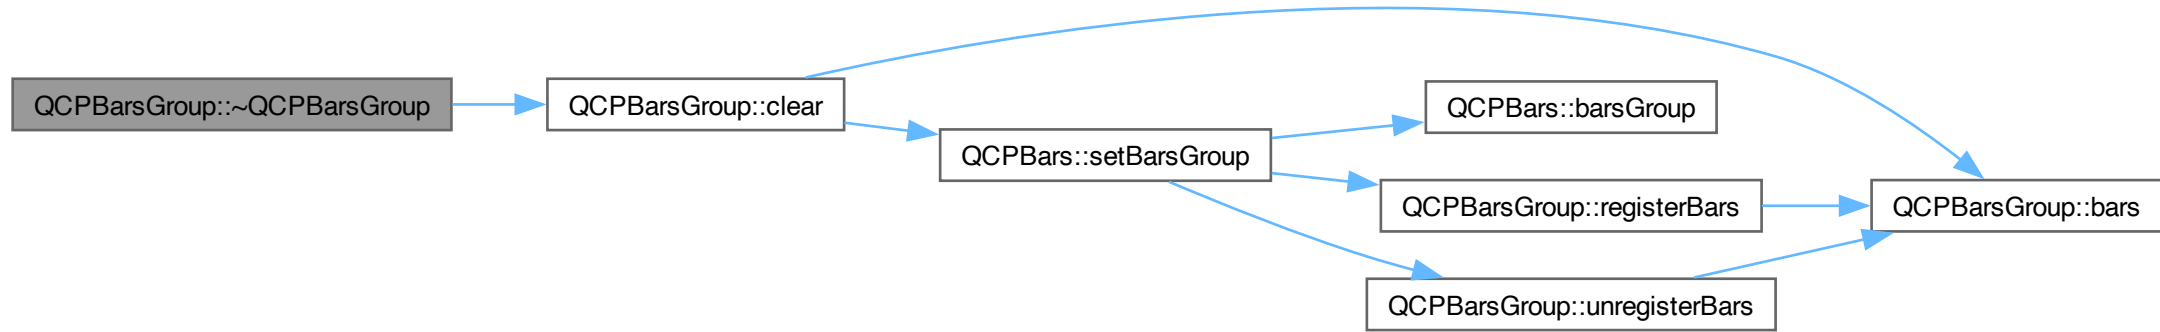 QCPBarsGroup::~QCPBarsGroup
QCPBarsGroup::clear
QCPBars::setBarsGroup
QCPBars::barsGroup
QCPBarsGroup::registerBars
QCPBarsGroup::unregisterBars
QCPBarsGroup::bars